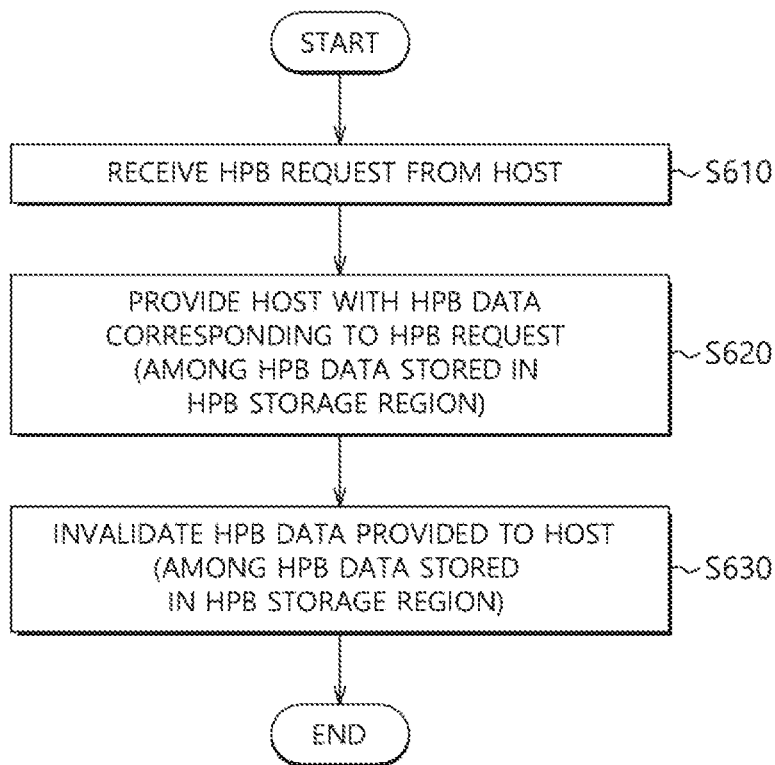 START
RECEIVE HPB REQUEST FROM HOST
S610
PROVIDE HOST WITH HPB DATA
CORRESPONDING TO HPB REQUEST
(AMONG HPB DATA STORED IN
HPB STORAGE REGION)
S620
INVALIDATE HPB DATA PROVIDED TO HOST
(AMONG HPB DATA STORED
IN HPB STORAGE REGION)
S630
END